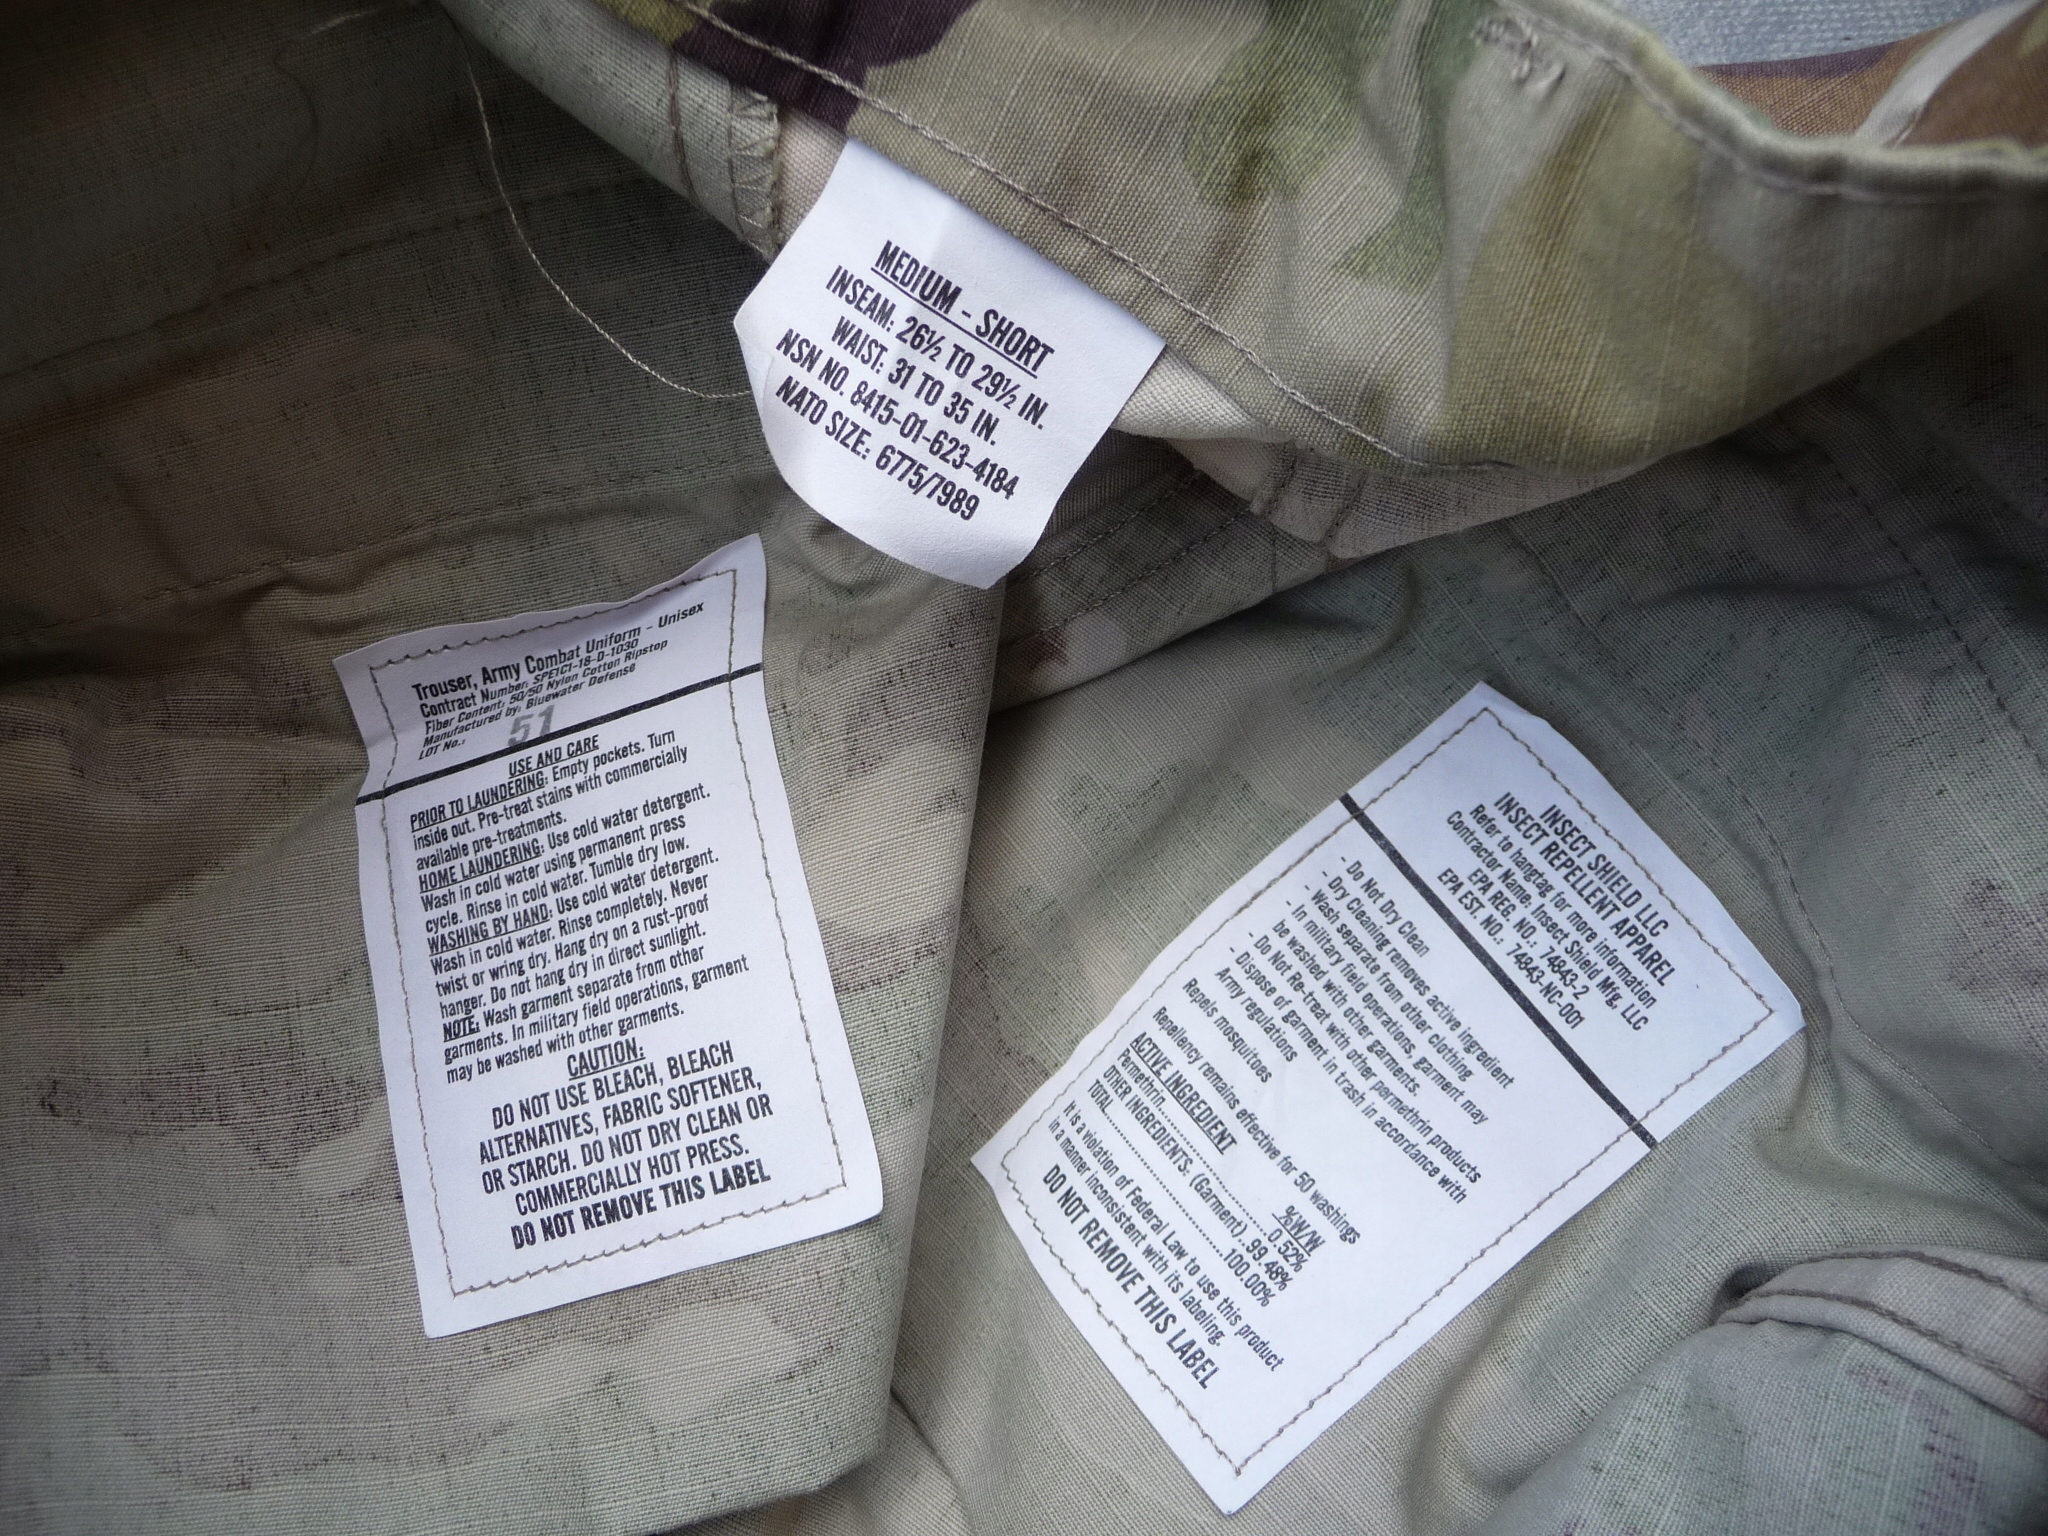 MEDIUM - SHORT
INSEAM: 26½ TO 29½ IN.
WAIST: 31 TO 35 IN.
NSN NO. 8415-01-623-4184
NATO SIZE: 6775/7989
Trouser, Army Combat Uniform - Unisex
Contract Number: SPE1C1-18-D-1030
Fiber Content: 50/50 Nylon Cotton Ripstop
Manufactured by: Bluewater Defense
LOT No.: 51
USE AND CARE
PRIOR TO LAUNDERING: Empty pockets. Turn
inside out. Pre-treat stains with commercially
available pre-treatments.
HOME LAUNDERING: Use cold water detergent.
Wash in cold water using permanent press
cycle. Rinse in cold water. Tumble dry low.
WASHING BY HAND: Use cold water detergent.
Wash in cold water. Rinse completely. Never
twist or wring dry. Hang dry on a rust-proof
hanger. Do not hang dry in direct sunlight.
NOTE: Wash garment separate from other
garments. In military field operations, garment
may be washed with other garments.
CAUTION:
DO NOT USE BLEACH, BLEACH
ALTERNATIVES, FABRIC SOFTENER,
OR STARCH. DO NOT DRY CLEAN OR
COMMERCIALLY HOT PRESS.
DO NOT REMOVE THIS LABEL
INSECT SHIELD LLC
INSECT REPELLENT APPAREL
Refer to hangtag for more information
Contractor Name: Insect Shield Mfg, LLC
EPA REG. NO.: 74843-2
EPA EST. NO.: 74843-NC-001
- Do Not Dry Clean
- Dry Cleaning removes active ingredient
- Wash separate from other clothing
- In military field operations, garment may
be washed with other garments.
- Do Not Re-treat with other permethrin products
- Dispose of garment in trash in accordance with
Army regulations
Repels mosquitoes
Repellency remains effective for 50 washings
ACTIVE INGREDIENT %W/W
Permethrin..........................0.52%
OTHER INGREDIENTS: (Garment)..99.48%
TOTAL..........................100.00%
It is a violation of Federal Law to use this product
in a manner inconsistent with its labeling.
DO NOT REMOVE THIS LABEL